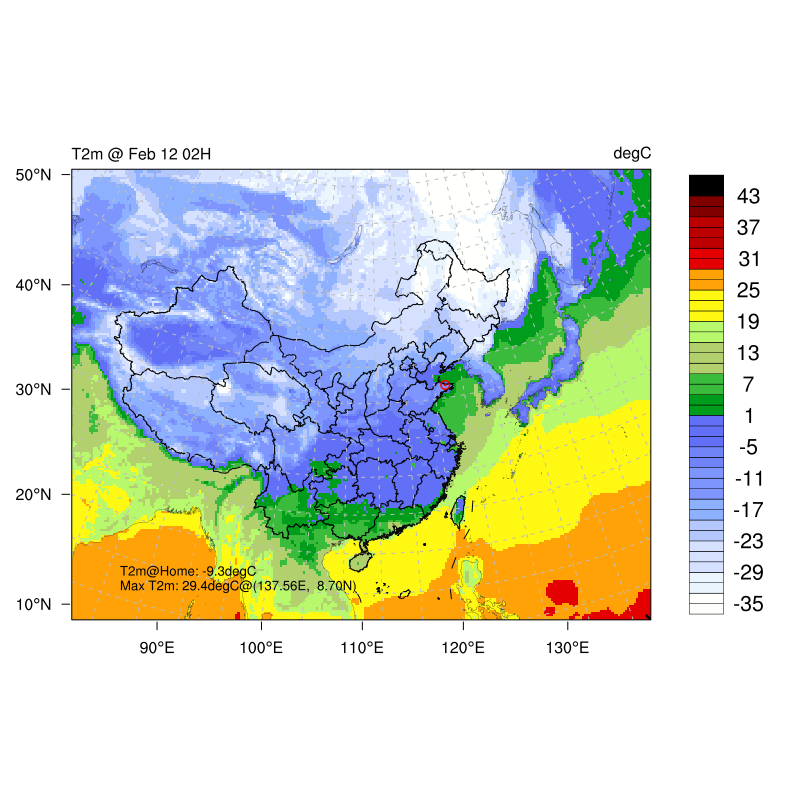 T2m @ Feb 12 02H degC
50°N
40°N
30°N
20°N
10°N
90°E 100°E 110°E 120°E 130°E
T2m@Home: -9.3degC
Max T2m: 29.4degC@(137.56E, 8.70N)
43
37
31
25
19
13
7
1
-5
-11
-17
-23
-29
-35